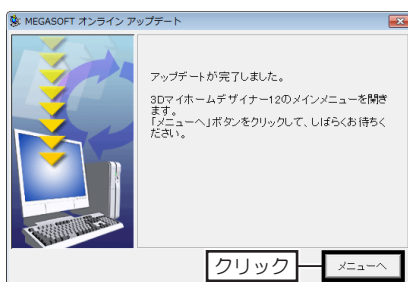 MEGASOFT オンライン アップデート
アップデートが完了しました。
3Dマイホームデザイナー12のメインメニューを開き
ます。
「メニューへ」ボタンをクリックして、しばらくお待ちく
ださい。
クリック
メニューへ